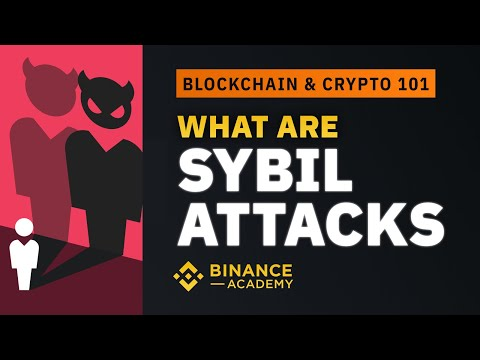 BLOCKCHAIN & CRYPTO 101
WHAT ARE
SYBIL
ATTACKS
BINANCE
ACADEMY